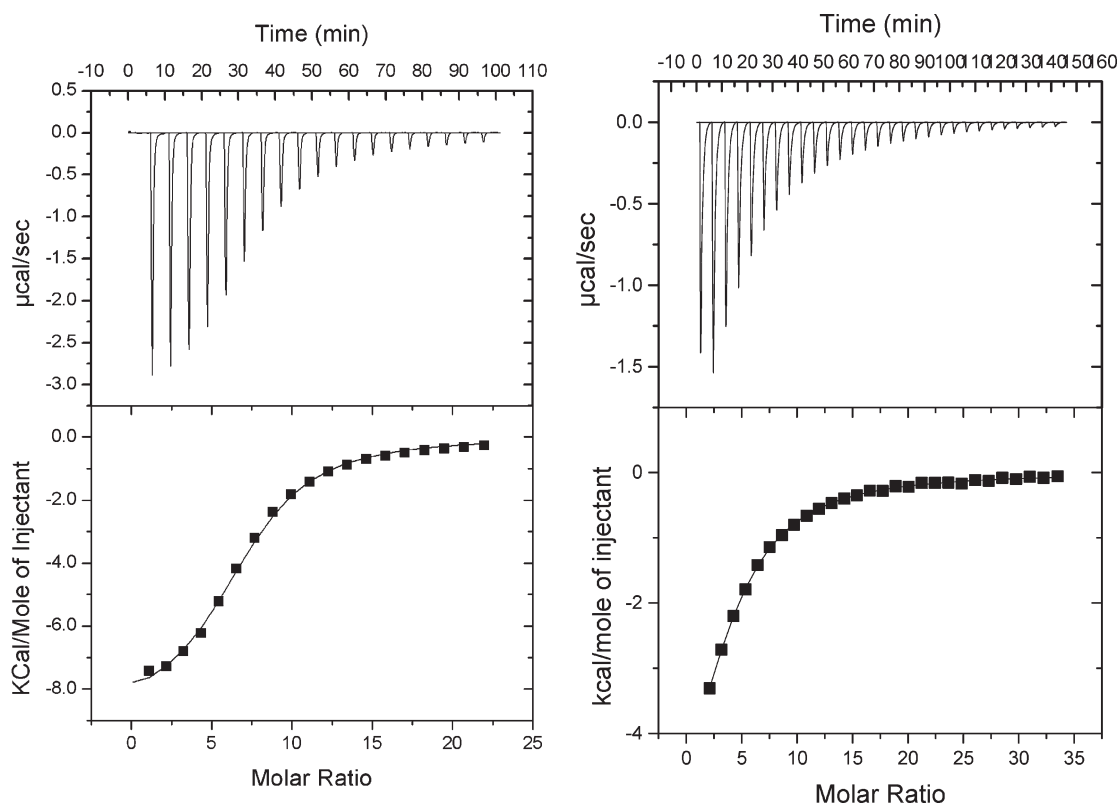 Time (min)
-10 0 10 20 30 40 50 60 70 80 90 100 110
0.5
0.0
-0.5
-1.0
-1.5
-2.0
-2.5
-3.0
µcal/sec
0.0
-2.0
-4.0
-6.0
-8.0
KCal/Mole of Injectant
0 5 10 15 20 25
Molar Ratio
Time (min)
-10 0 10 20 30 40 50 60 70 80 90 100 110 120 130 140 150 160
0.0
-0.5
-1.0
-1.5
µcal/sec
0
-2
-4
kcal/mole of injectant
0 5 10 15 20 25 30 35
Molar Ratio